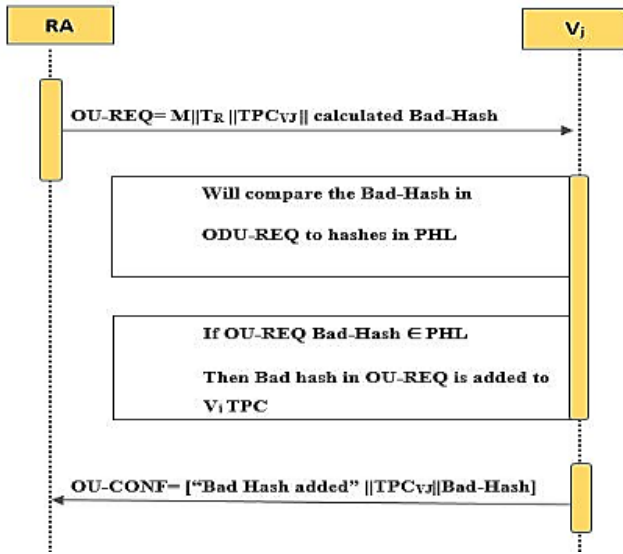 RA
Vj
OU-REQ= M||TR ||TPCVJ|| calculated Bad-Hash
Will compare the Bad-Hash in
ODU-REQ to hashes in PHL
If OU-REQ Bad-Hash ∈ PHL
Then Bad hash in OU-REQ is added to
Vj TPC
OU-CONF= [“Bad Hash added” ||TPCVJ||Bad-Hash]